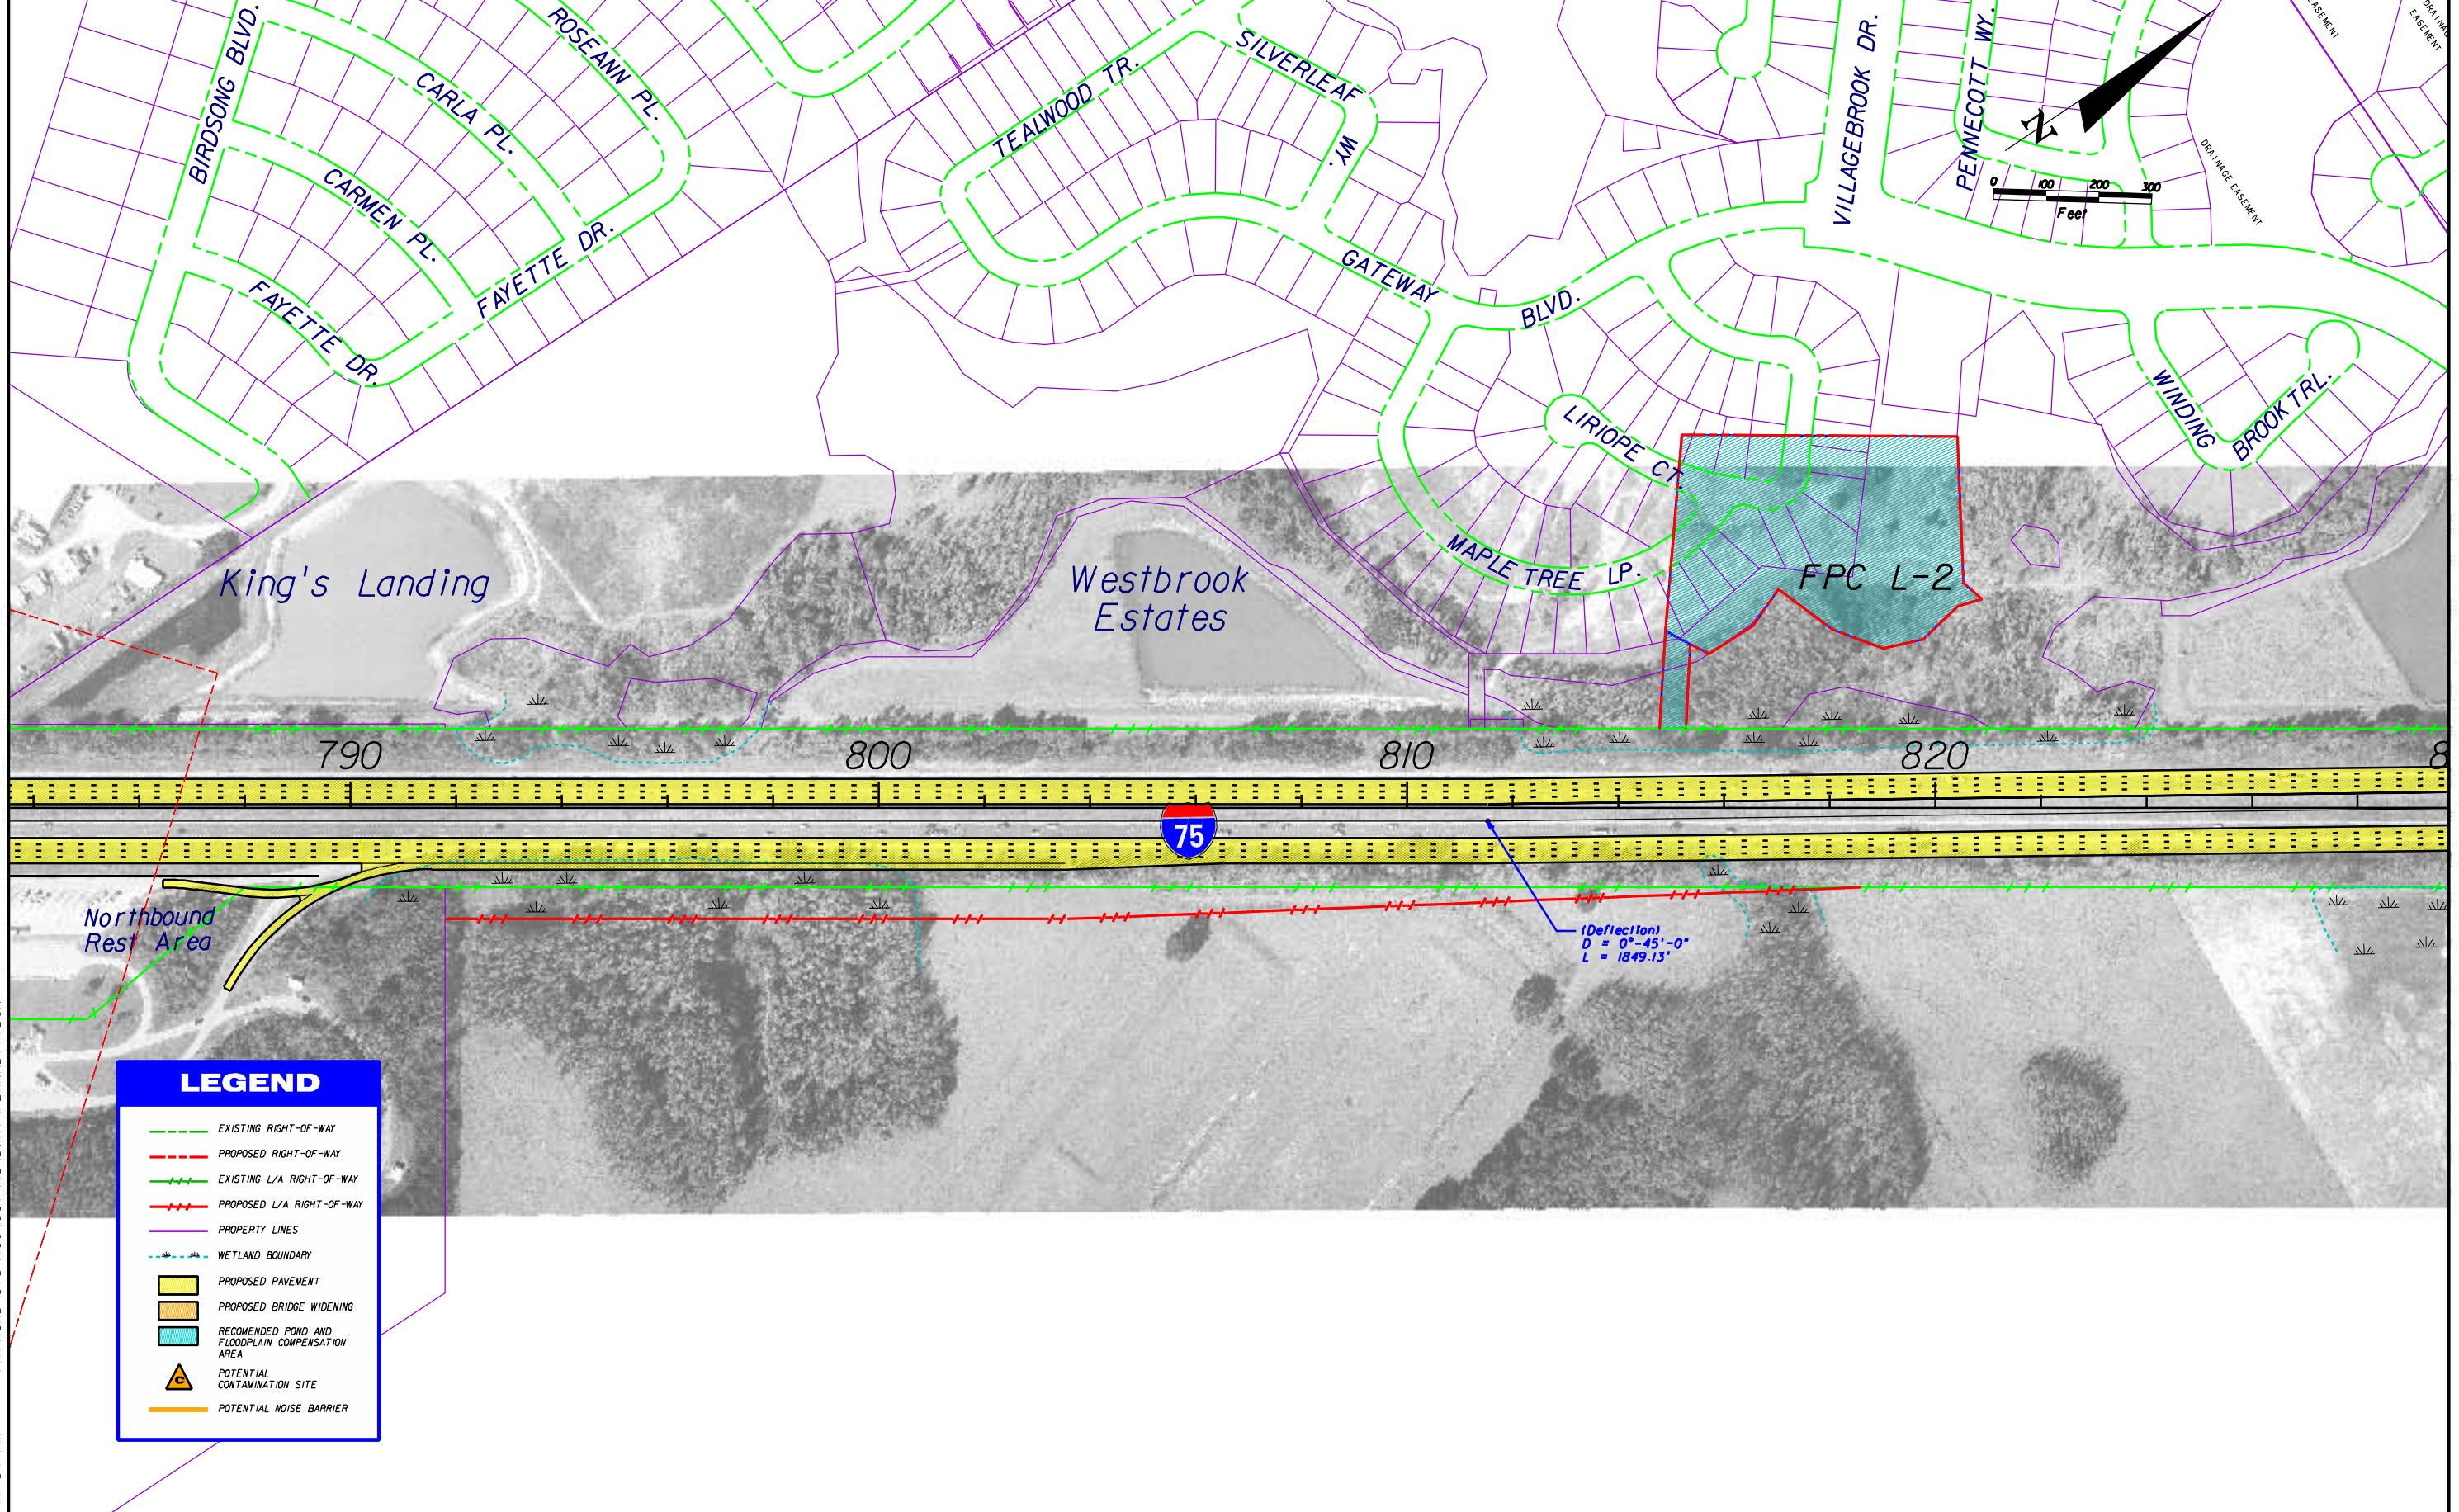 BIRDSONG BLVD.
ROSEANN PL.
CARLA PL.
CARMEN PL.
FAYETTE DR.
FAYETTE DR.
TEALWOOD TR.
SILVERLEAF
WY.
GATEWAY
BLVD.
VILLAGEBROOK DR.
PENNECOTT WY.
N
0 100 200 300
Feet
EASEMENT
DRAINAGE
EASEMENT
DRAINAGE EASEMENT
WINDING
BROOK TRL.
LIRIOPE CT.
MAPLE TREE LP.
FPC L-2
King's Landing
Westbrook
Estates
790
800
810
820
8
75
Northbound
Rest Area
(Deflection)
D = 0°-45'-0"
L = 1849.13'
LEGEND
EXISTING RIGHT-OF-WAY
PROPOSED RIGHT-OF-WAY
EXISTING L/A RIGHT-OF-WAY
PROPOSED L/A RIGHT-OF-WAY
PROPERTY LINES
WETLAND BOUNDARY
PROPOSED PAVEMENT
PROPOSED BRIDGE WIDENING
RECOMENDED POND AND
FLOODPLAIN COMPENSATION
AREA
C
POTENTIAL
CONTAMINATION SITE
POTENTIAL NOISE BARRIER